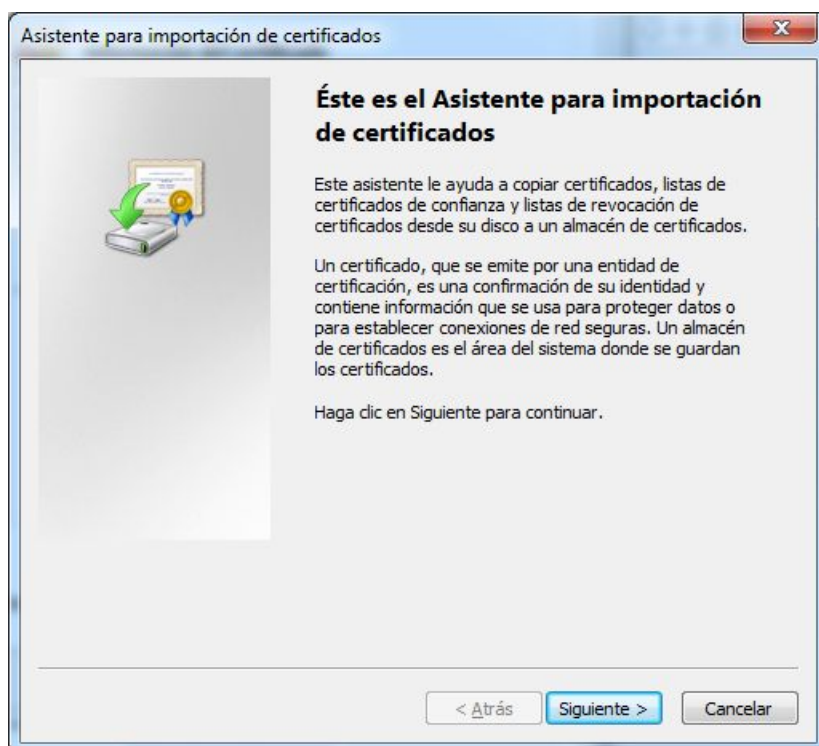 Asistente para importación de certificados
Éste es el Asistente para importación
de certificados
Este asistente le ayuda a copiar certificados, listas de
certificados de confianza y listas de revocación de
certificados desde su disco a un almacén de certificados.
Un certificado, que se emite por una entidad de
certificación, es una confirmación de su identidad y
contiene información que se usa para proteger datos o
para establecer conexiones de red seguras. Un almacén
de certificados es el área del sistema donde se guardan
los certificados.
Haga clic en Siguiente para continuar.
< Atrás
Siguiente >
Cancelar